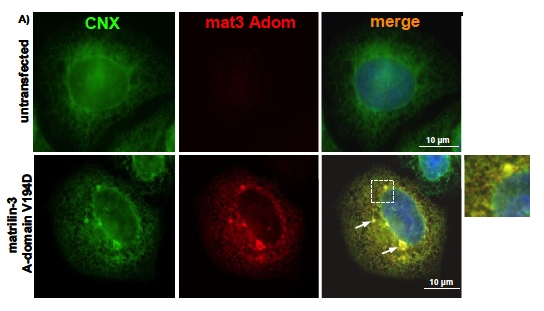 A)
CNX
mat3 Adom
merge
untransfected
10 µm
matrilin-3
A-domain V194D
10 µm